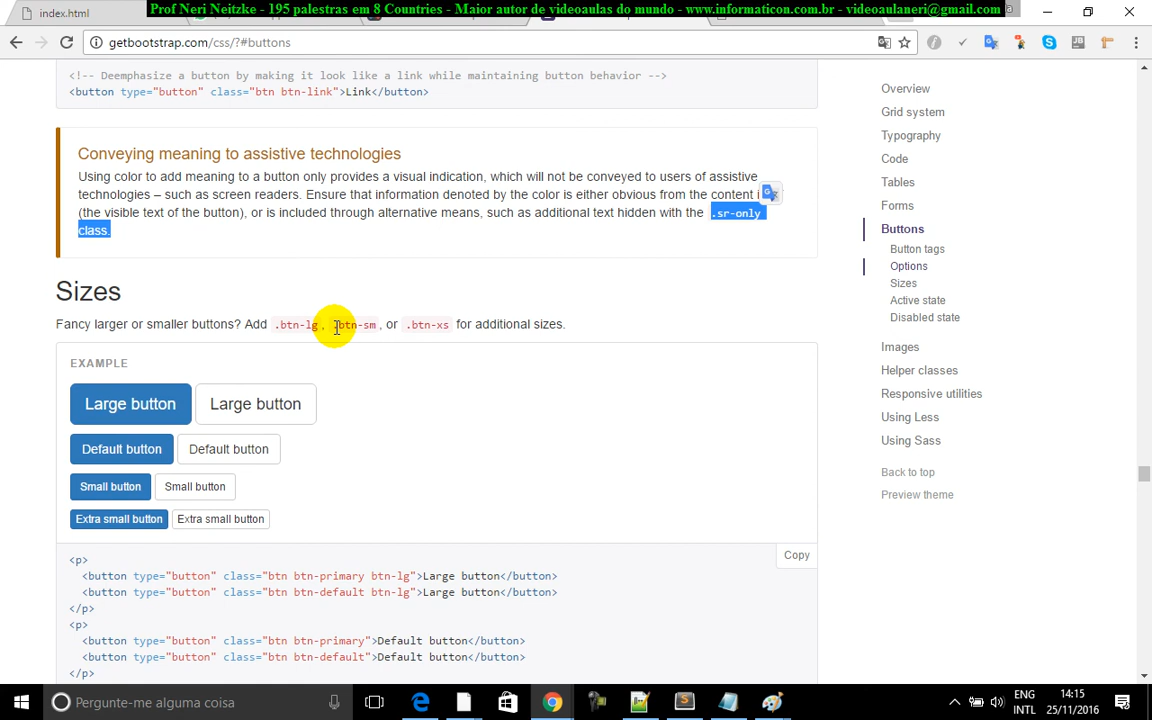 index.html
Prof Neri Neitzke - 195 palestras em 8 Countries - Maior autor de videoaulas do mundo - www.informaticon.com.br - videoaulaneri@gmail.com
getbootstrap.com/css/?#buttons
<!-- Deemphasize a button by making it look like a link while maintaining button behavior -->
<button type="button" class="btn btn-link">Link</button>
Conveying meaning to assistive technologies
Using color to add meaning to a button only provides a visual indication, which will not be conveyed to users of assistive
technologies – such as screen readers. Ensure that information denoted by the color is either obvious from the content
(the visible text of the button), or is included through alternative means, such as additional text hidden with the .sr-only
class.
Sizes
Fancy larger or smaller buttons? Add .btn-lg, .btn-sm, or .btn-xs for additional sizes.
EXAMPLE
Large button Large button
Default button Default button
Small button Small button
Extra small button Extra small button
Copy
<p>
<button type="button" class="btn btn-primary btn-lg">Large button</button>
<button type="button" class="btn btn-default btn-lg">Large button</button>
</p>
<p>
<button type="button" class="btn btn-primary">Default button</button>
<button type="button" class="btn btn-default">Default button</button>
</p>
Overview
Grid system
Typography
Code
Tables
Forms
Buttons
Button tags
Options
Sizes
Active state
Disabled state
Images
Helper classes
Responsive utilities
Using Less
Using Sass
Back to top
Preview theme
Pergunte-me alguma coisa
ENG
INTL
14:15
25/11/2016